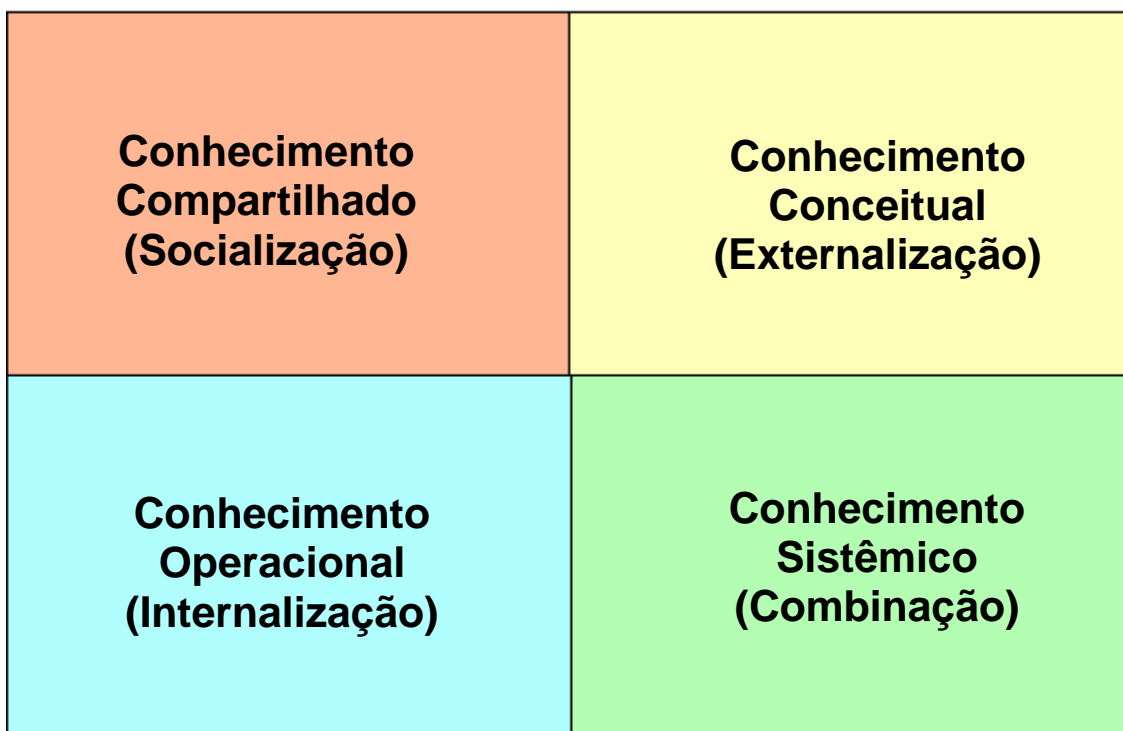 Conhecimento
Compartilhado
(Socialização)
Conhecimento
Conceitual
(Externalização)
Conhecimento
Operacional
(Internalização)
Conhecimento
Sistêmico
(Combinação)